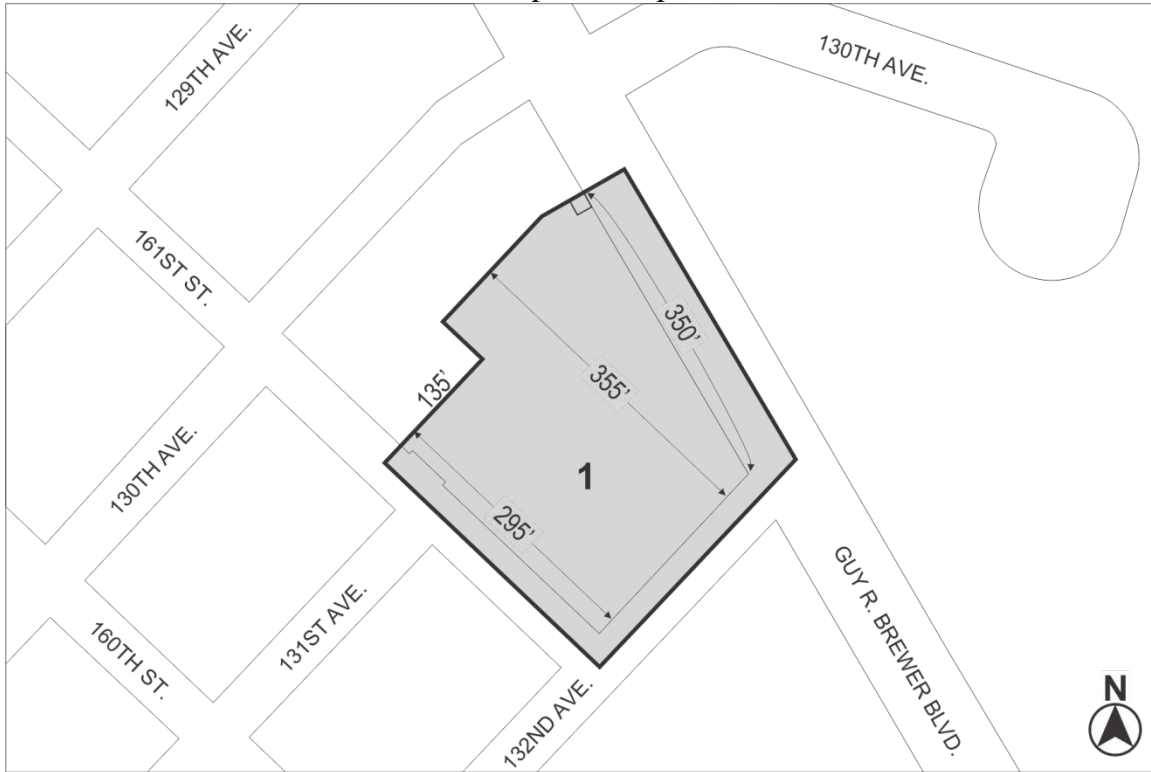 129TH AVE.
130TH AVE.
161ST ST.
350’
355’
135’
1
130TH AVE.
295’
131ST AVE.
160TH ST.
GUY R. BREWER BLVD.
132ND AVE.
N